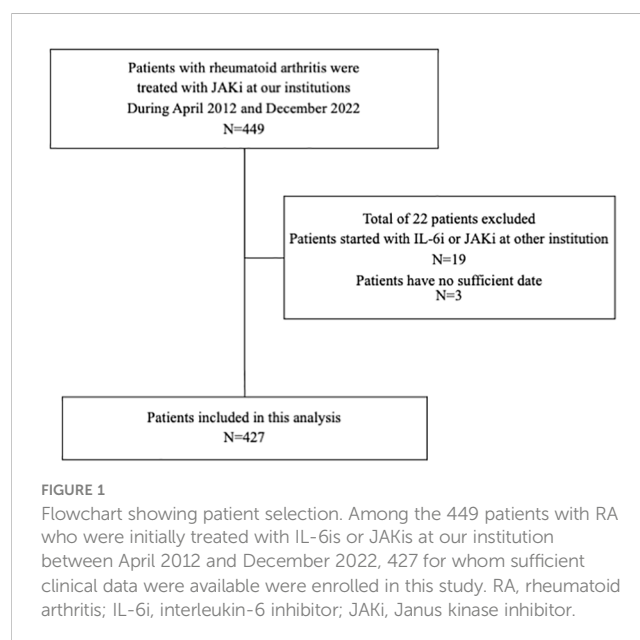 Patients with rheumatoid arthritis were
treated with JAKi at our institutions
During April 2012 and December 2022
N=449
Total of 22 patients excluded
Patients started with IL-6i or JAKi at other institution
N=19
Patients have no sufficient date
N=3
Patients included in this analysis
N=427
FIGURE 1
Flowchart showing patient selection. Among the 449 patients with RA
who were initially treated with IL-6is or JAKis at our institution
between April 2012 and December 2022, 427 for whom sufficient
clinical data were available were enrolled in this study. RA, rheumatoid
arthritis; IL-6i, interleukin-6 inhibitor; JAKi, Janus kinase inhibitor.